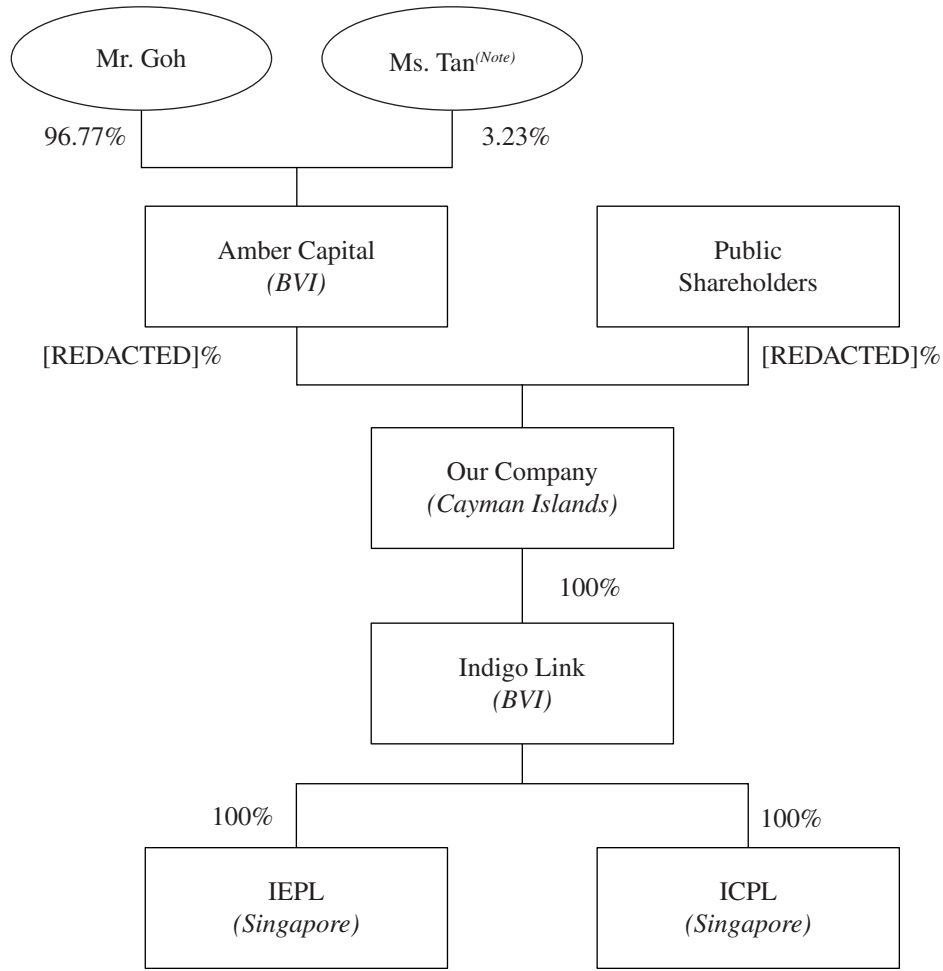 Mr. Goh
Ms. Tan(Note)
96.77%
3.23%
Amber Capital
(BVI)
Public
Shareholders
[REDACTED]%
[REDACTED]%
Our Company
(Cayman Islands)
100%
Indigo Link
(BVI)
100%
100%
IEPL
(Singapore)
ICPL
(Singapore)